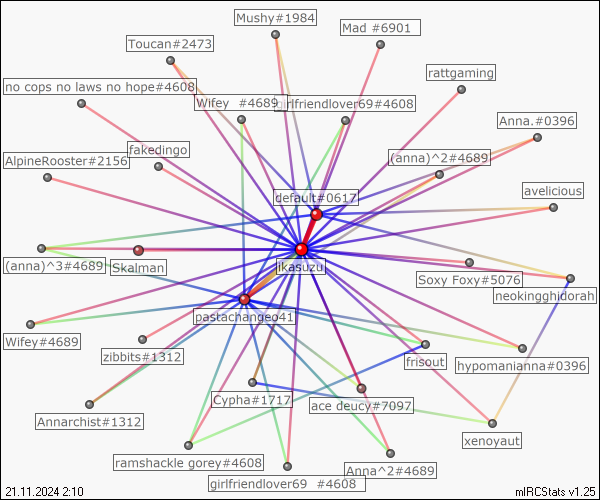 Mushy#1984
Mad #6901
Toucan#2473
rattgaming
no cops no laws no hope#4608
Wifey #4689
girlfriendlover69#4608
Anna.#0396
fakedingo
(anna)^2#4689
AlpineRooster#2156
default#0617
avelicious
(anna)^3#4689
Skalman
jkasuzu
Soxy Foxy#5076
neokingghidorah
pastachangeo41
Wifey#4689
zibbits#1312
frisout
hypomanianna#0396
Cypha#1717
ace deucy#7097
Annarchist#1312
xenoyaut
ramshackle gorey#4608
Anna^2#4689
girlfriendlover69 #4608
21.11.2024 2:10
mIRCStats v1.25